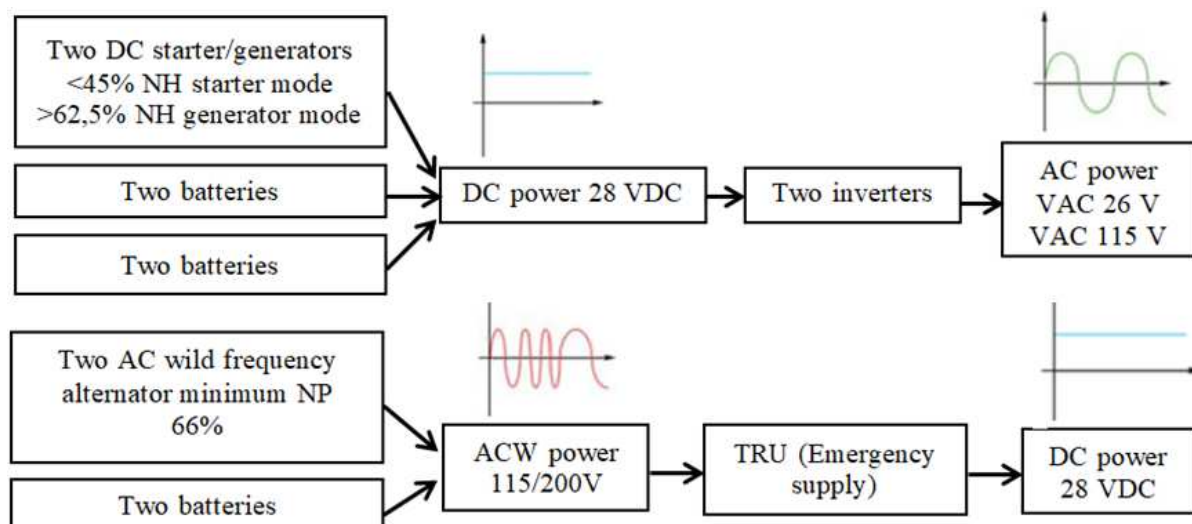 Two DC starter/generators
<45% NH starter mode
>62,5% NH generator mode
Two batteries
Two batteries
DC power 28 VDC
Two inverters
AC power
VAC 26 V
VAC 115 V
Two AC wild frequency
alternator minimum NP
66%
Two batteries
ACW power
115/200V
TRU (Emergency
supply)
DC power
28 VDC